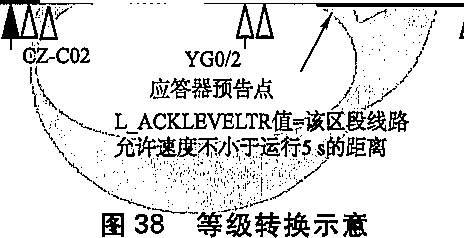 CZ-C02
YG0/2
应答器预告点
L_ACKLEVELTR值=该区段线路
允许速度不小于运行5 s的距离
图 38 等级转换示意